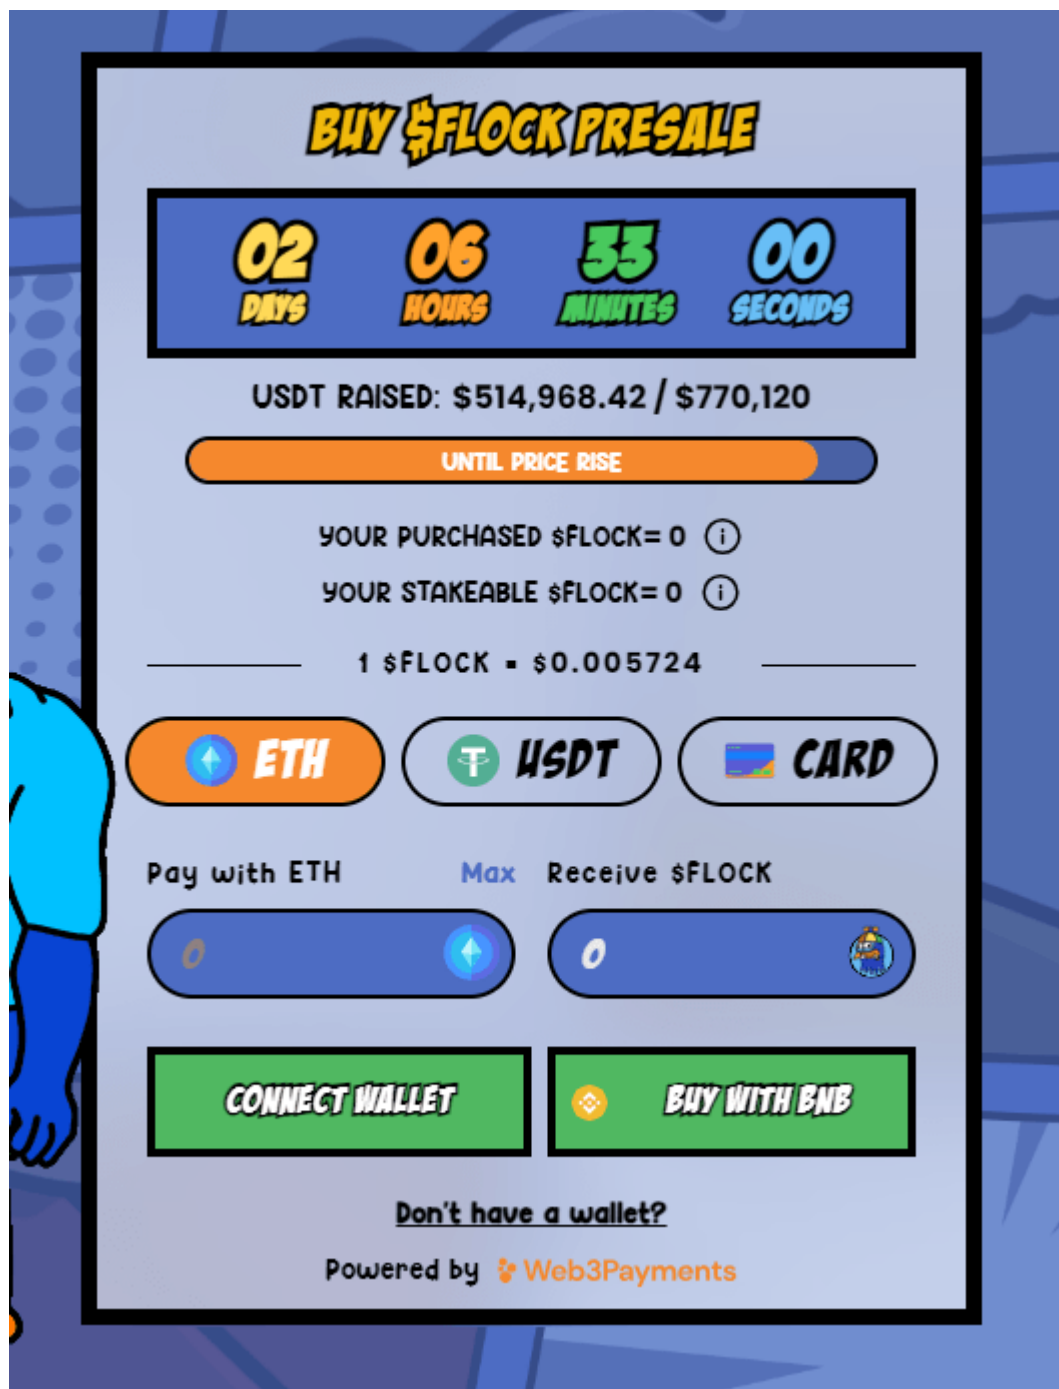 BUY $FLOCK PRESALE
02 06 33 00
DAYS HOURS MINUTES SECONDS
USDT RAISED: $514,968.42 / $770,120
UNTIL PRICE RISE
YOUR PURCHASED $FLOCK= 0 i
YOUR STAKEABLE $FLOCK= 0 i
1 $FLOCK = $0.005724
ETH USDT CARD
Pay with ETH Max Receive $FLOCK
0 0
CONNECT WALLET BUY WITH BNB
Don't have a wallet?
Powered by Web3Payments